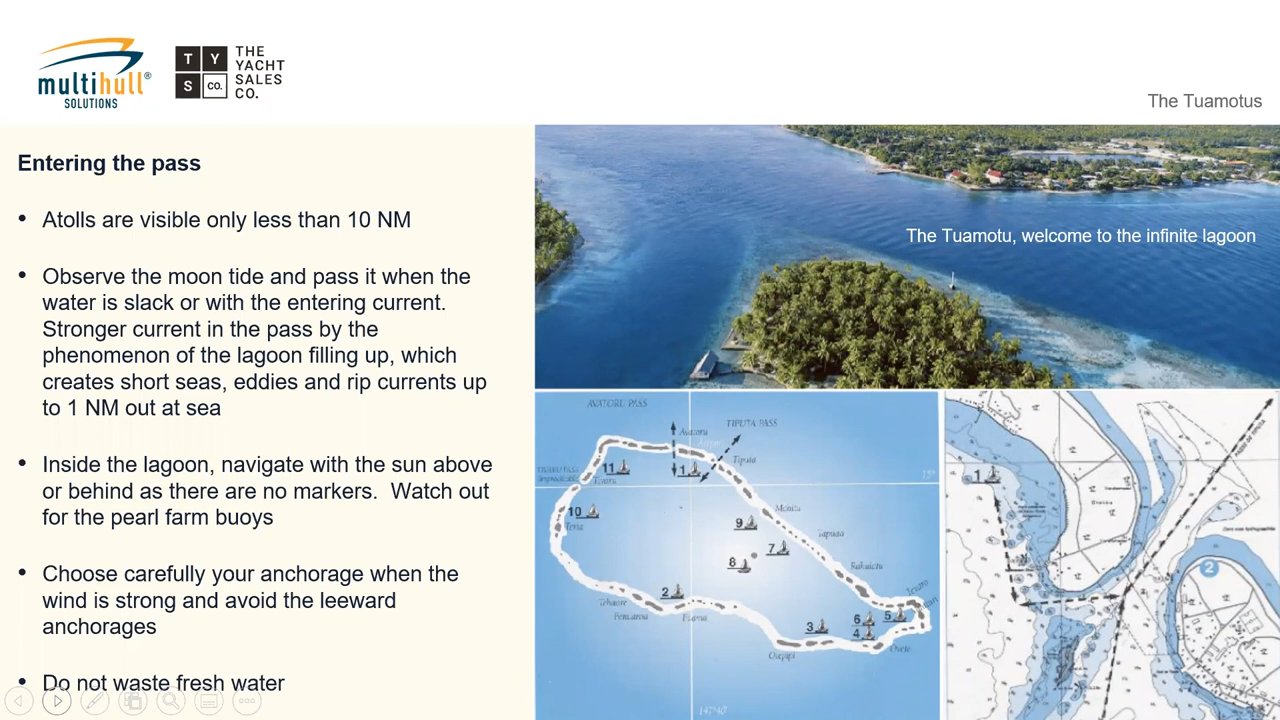 multihull®
SOLUTIONS
T Y
S CO.
THE
YACHT
SALES
CO.
The Tuamotus
Entering the pass
• Atolls are visible only less than 10 NM
• Observe the moon tide and pass it when the
water is slack or with the entering current.
Stronger current in the pass by the
phenomenon of the lagoon filling up, which
creates short seas, eddies and rip currents up
to 1 NM out at sea
• Inside the lagoon, navigate with the sun above
or behind as there are no markers.  Watch out
for the pearl farm buoys
• Choose carefully your anchorage when the
wind is strong and avoid the leeward
anchorages
• Do not waste fresh water
The Tuamotu, welcome to the infinite lagoon
AVATORU PASS
TIPUTA PASS
Avatoru
Tiputa
11
1
15°
10
9
7
8
2
3
6
5
4
147°40'
1
2